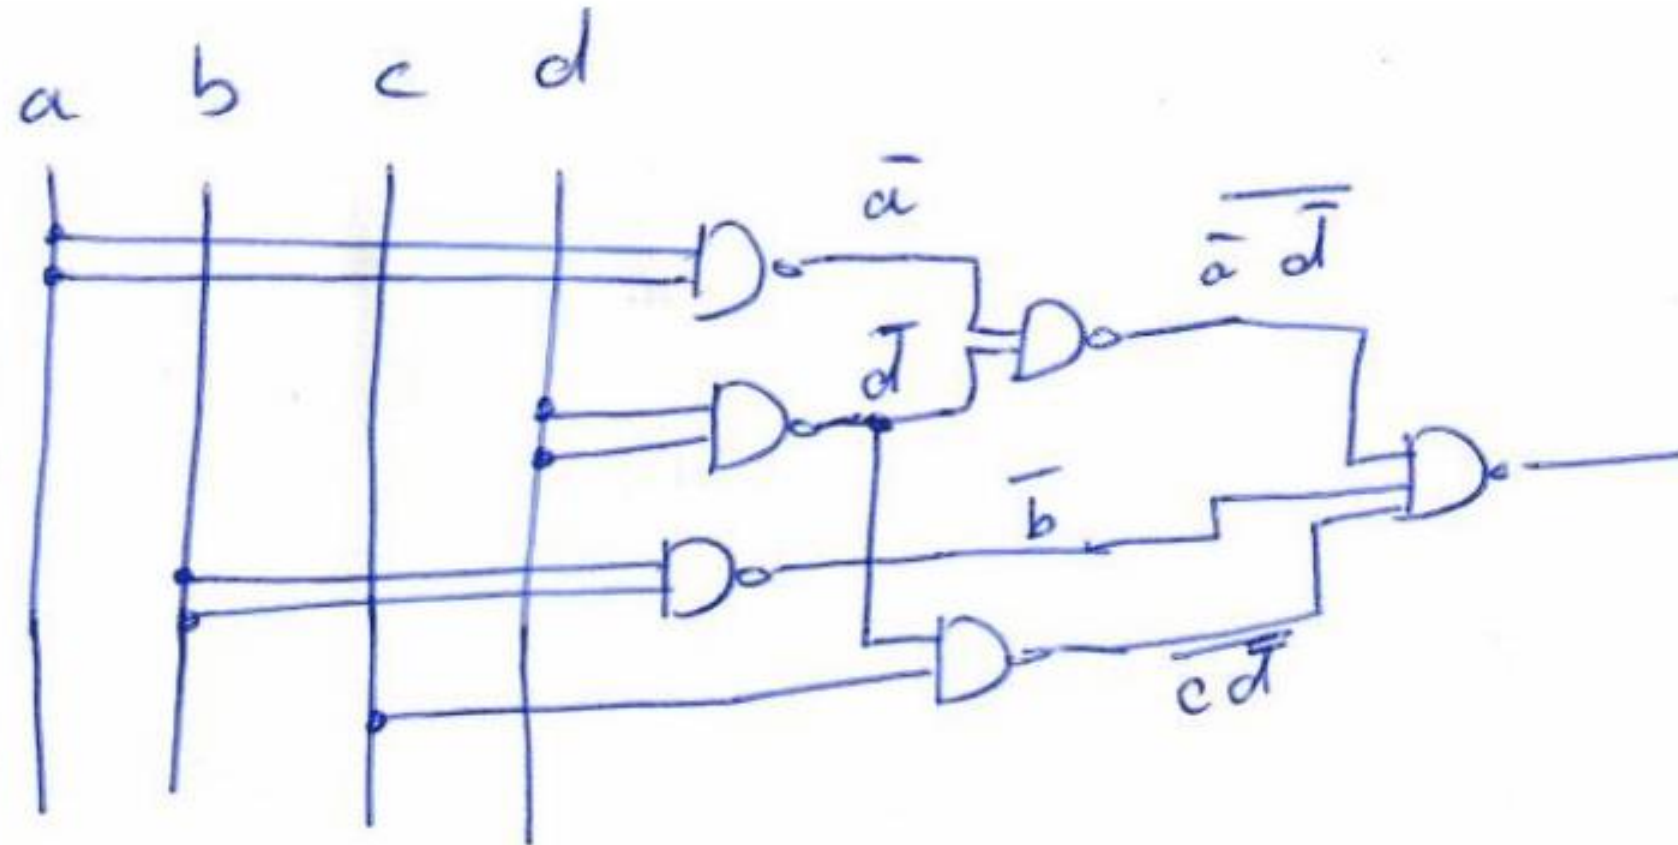 a b c d
ā
ā d̅ (overlined: a̅ d̅)
d̅
b̅
c d̅ (overlined)